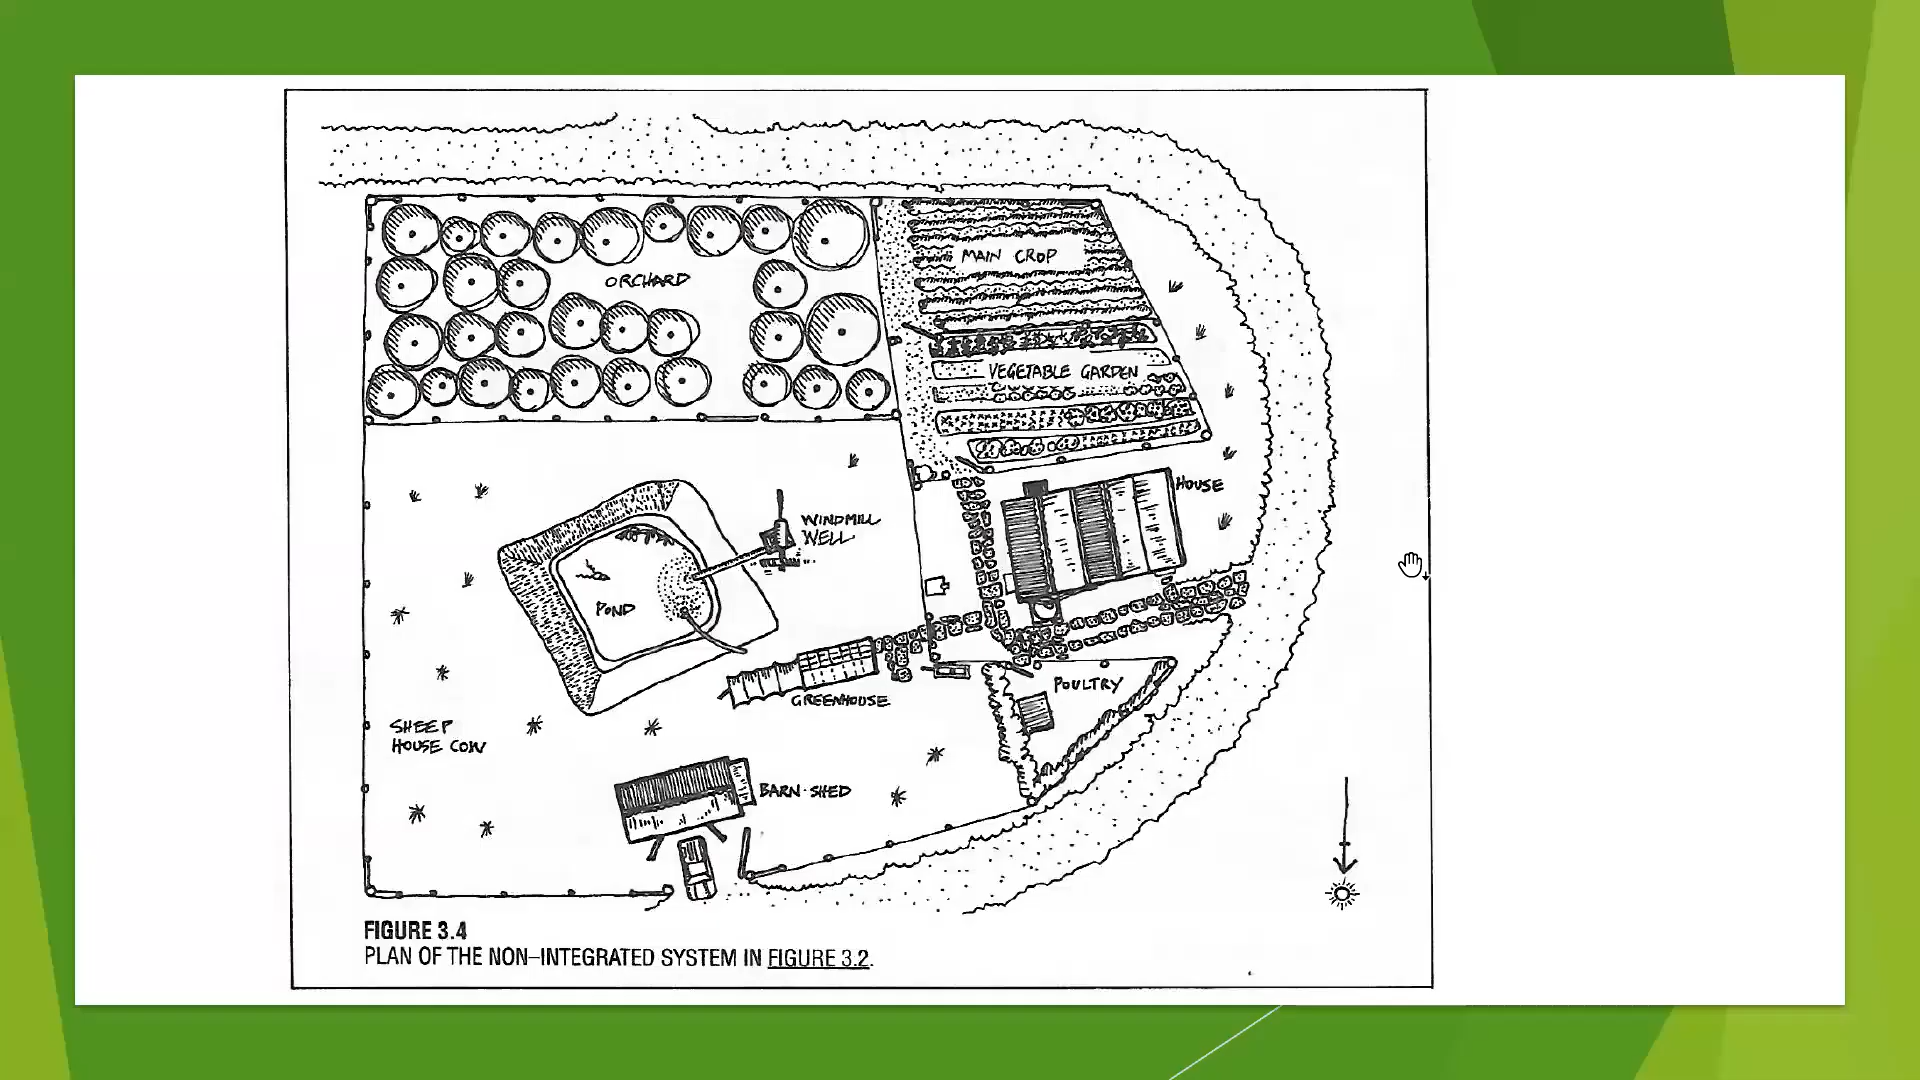 ORCHARD
MAIN CROP
VEGETABLE GARDEN
HOUSE
WINDMILL
WELL
POND
GREENHOUSE
POULTRY
SHEEP
HOUSE COW
BARN·SHED
FIGURE 3.4
PLAN OF THE NON–INTEGRATED SYSTEM IN FIGURE 3.2.